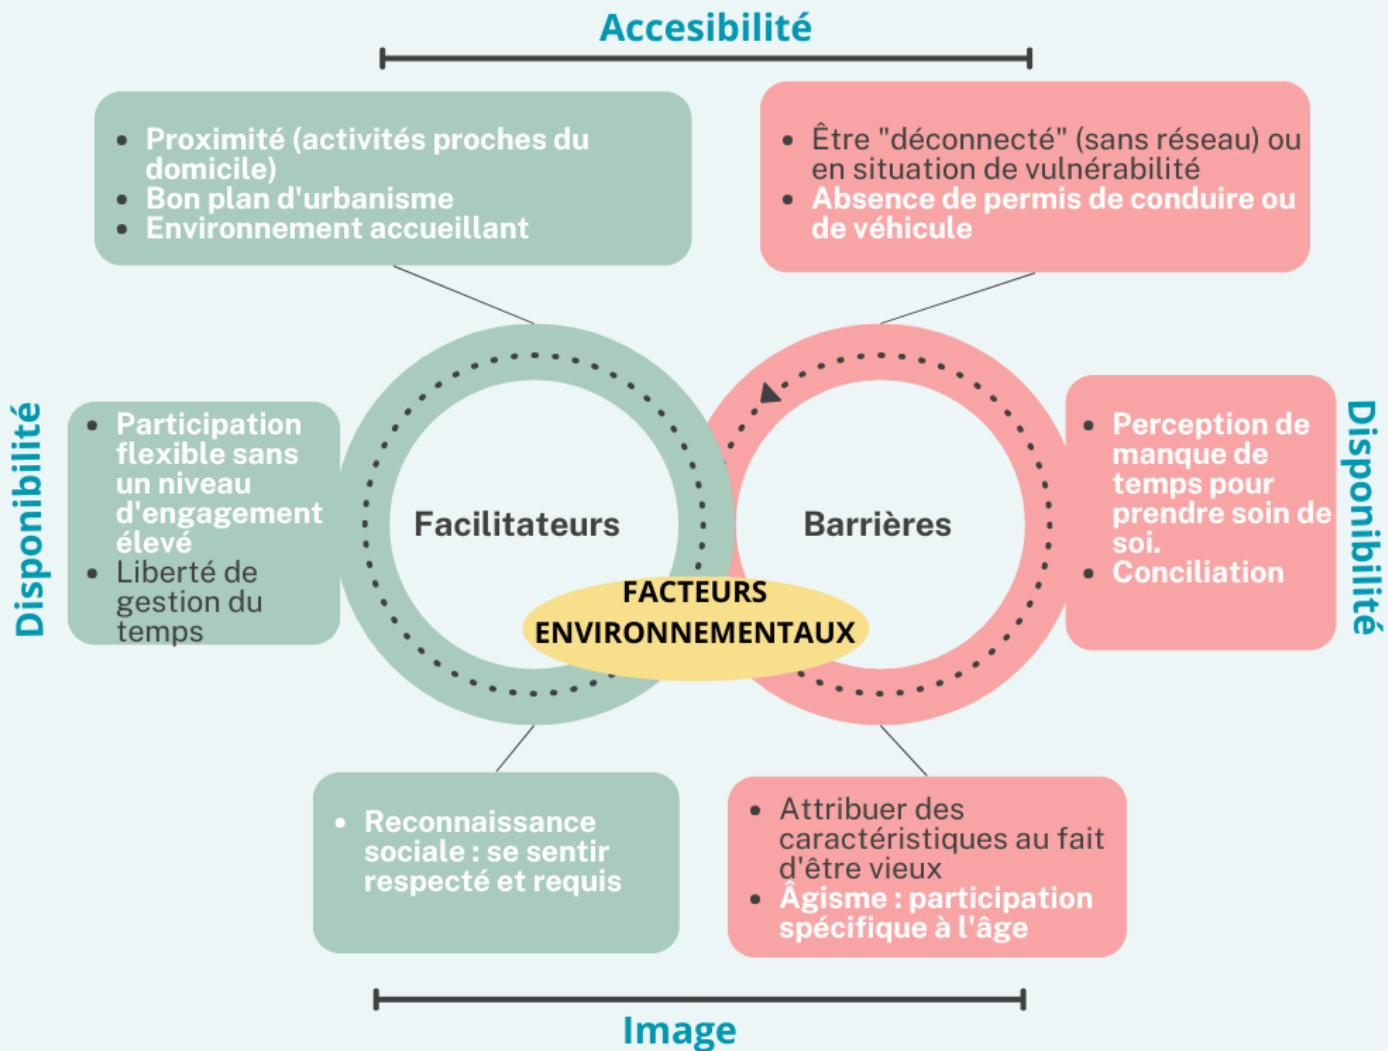 Accesibilité
• Proximité (activités proches du
domicile)
• Bon plan d'urbanisme
• Environnement accueillant
• Être "déconnecté" (sans réseau) ou
en situation de vulnérabilité
• Absence de permis de conduire ou
de véhicule
Disponibilité
• Participation
flexible sans
un niveau
d'engagement
élevé
• Liberté de
gestion du
temps
Facilitateurs
Barrières
FACTEURS
ENVIRONNEMENTAUX
• Perception de
manque de
temps pour
prendre soin de
soi.
• Conciliation
Disponibilité
• Reconnaissance
sociale : se sentir
respecté et requis
• Attribuer des
caractéristiques au fait
d'être vieux
• Âgisme : participation
spécifique à l'âge
Image